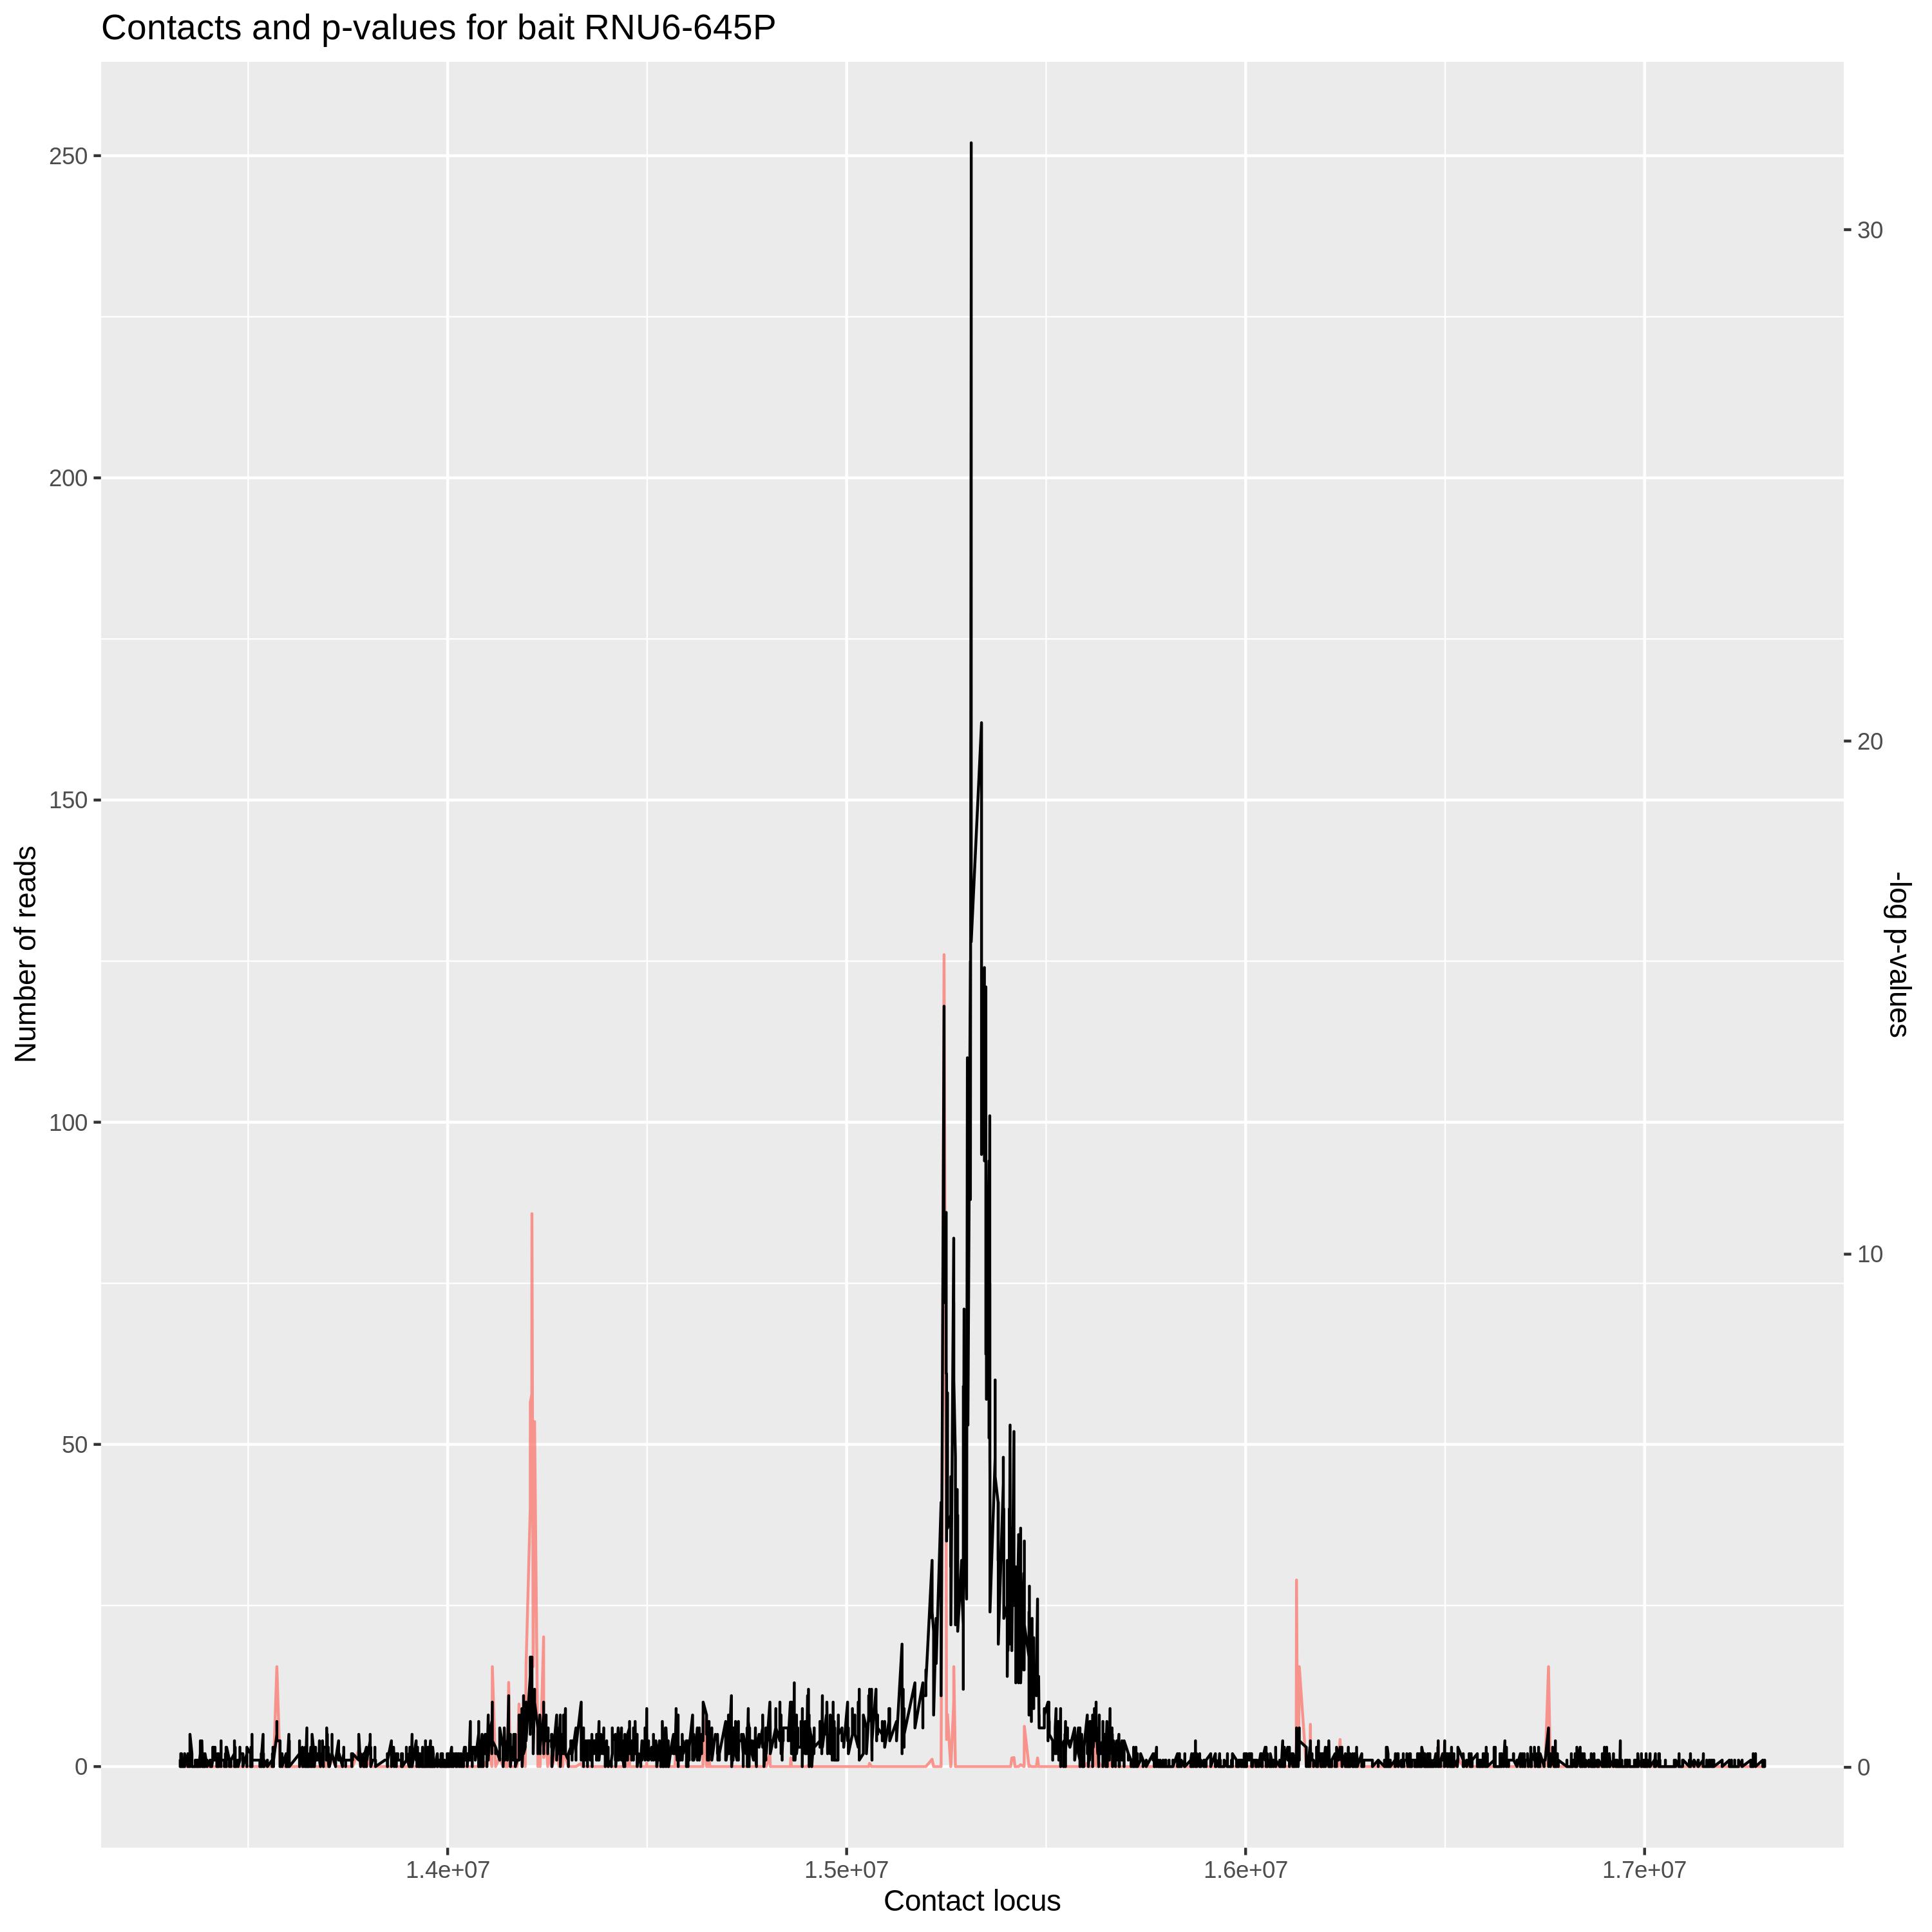 Contacts and p-values for bait RNU6-645P
250
200
150
100
50
0
30
20
10
0
Number of reads
-log p-values
1.4e+07
1.5e+07
1.6e+07
1.7e+07
Contact locus